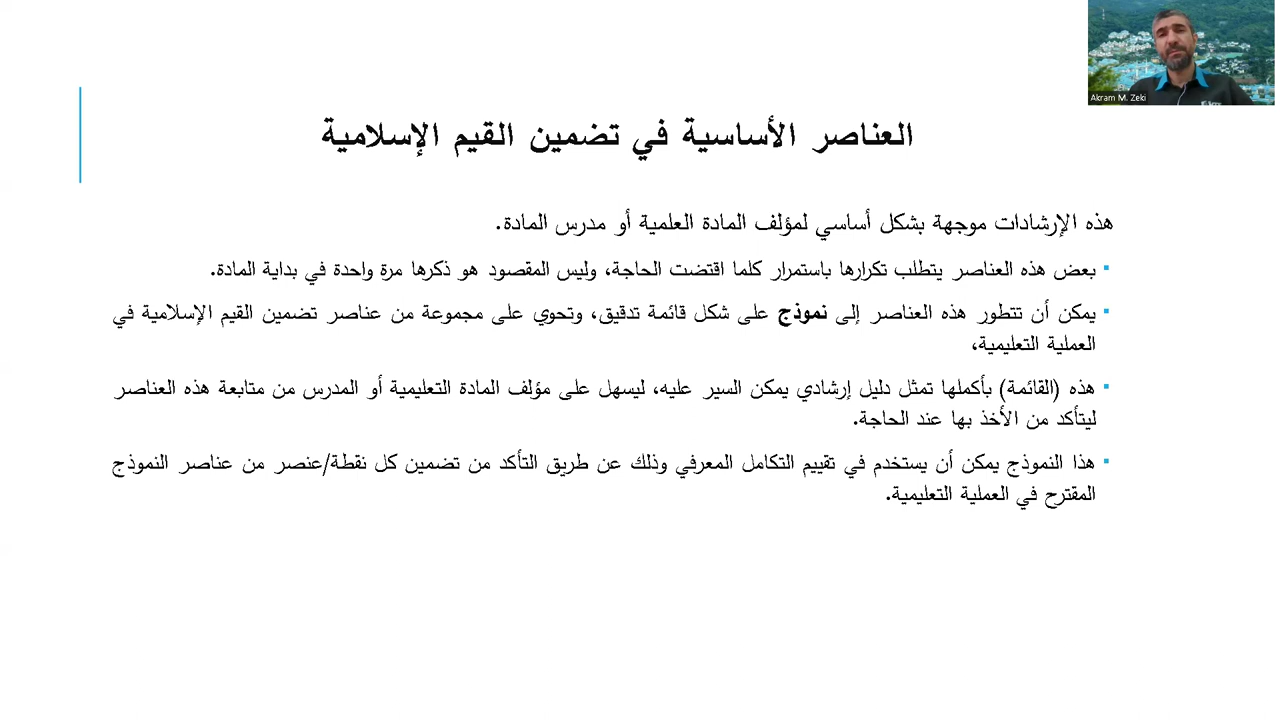 Akram M. Zeki
العناصر الأساسية في تضمين القيم الإسلامية
هذه الإرشادات موجهة بشكل أساسي لمؤلف المادة العلمية أو مدرس المادة.
بعض هذه العناصر يتطلب تكرارها باستمرار كلما اقتضت الحاجة، وليس المقصود هو ذكرها مرة واحدة في بداية المادة.
يمكن أن تتطور هذه العناصر إلى نموذج على شكل قائمة تدقيق، وتحوي على مجموعة من عناصر تضمين القيم الإسلامية في
العملية التعليمية،
هذه (القائمة) بأكملها تمثل دليل إرشادي يمكن السير عليه، ليسهل على مؤلف المادة التعليمية أو المدرس من متابعة هذه العناصر
ليتأكد من الأخذ بها عند الحاجة.
هذا النموذج يمكن أن يستخدم في تقييم التكامل المعرفي وذلك عن طريق التأكد من تضمين كل نقطة/عنصر من عناصر النموذج
المقترح في العملية التعليمية.